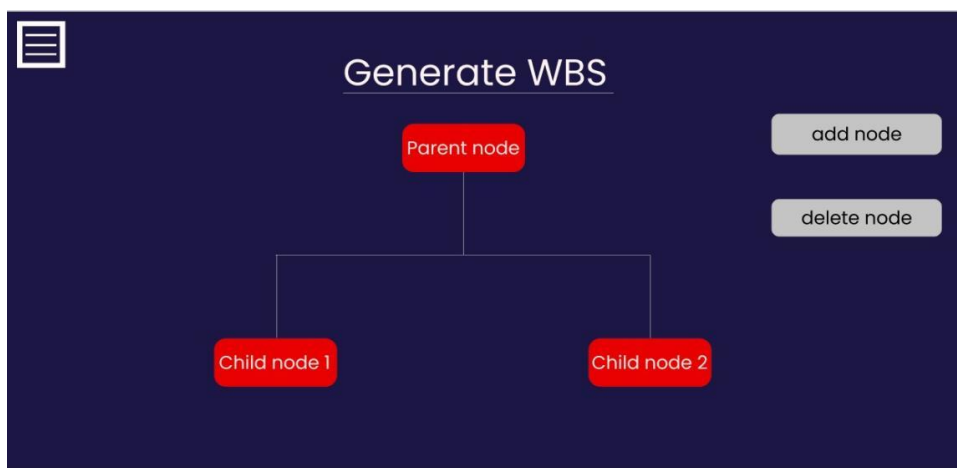 Generate WBS
Parent node
add node
delete node
Child node 1
Child node 2